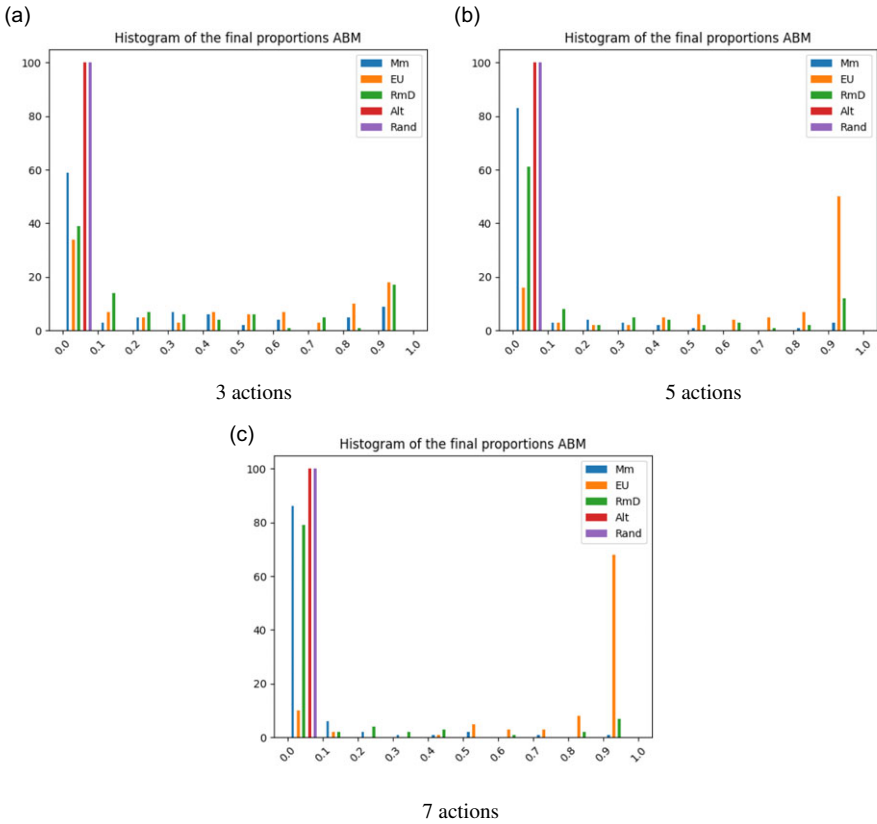 (a)
Histogram of the final proportions ABM
100
80
60
40
20
0
0.0 0.1 0.2 0.3 0.4 0.5 0.6 0.7 0.8 0.9 1.0
Mm
EU
RmD
Alt
Rand
3 actions
(b)
Histogram of the final proportions ABM
100
80
60
40
20
0
0.0 0.1 0.2 0.3 0.4 0.5 0.6 0.7 0.8 0.9 1.0
Mm
EU
RmD
Alt
Rand
5 actions
(c)
Histogram of the final proportions ABM
100
80
60
40
20
0
0.0 0.1 0.2 0.3 0.4 0.5 0.6 0.7 0.8 0.9 1.0
Mm
EU
RmD
Alt
Rand
7 actions